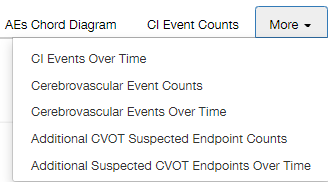 AEs Chord Diagram CI Event Counts More
CI Events Over Time
Cerebrovascular Event Counts
Cerebrovascular Events Over Time
Additional CVOT Suspected Endpoint Counts
Additional Suspected CVOT Endpoints Over Time